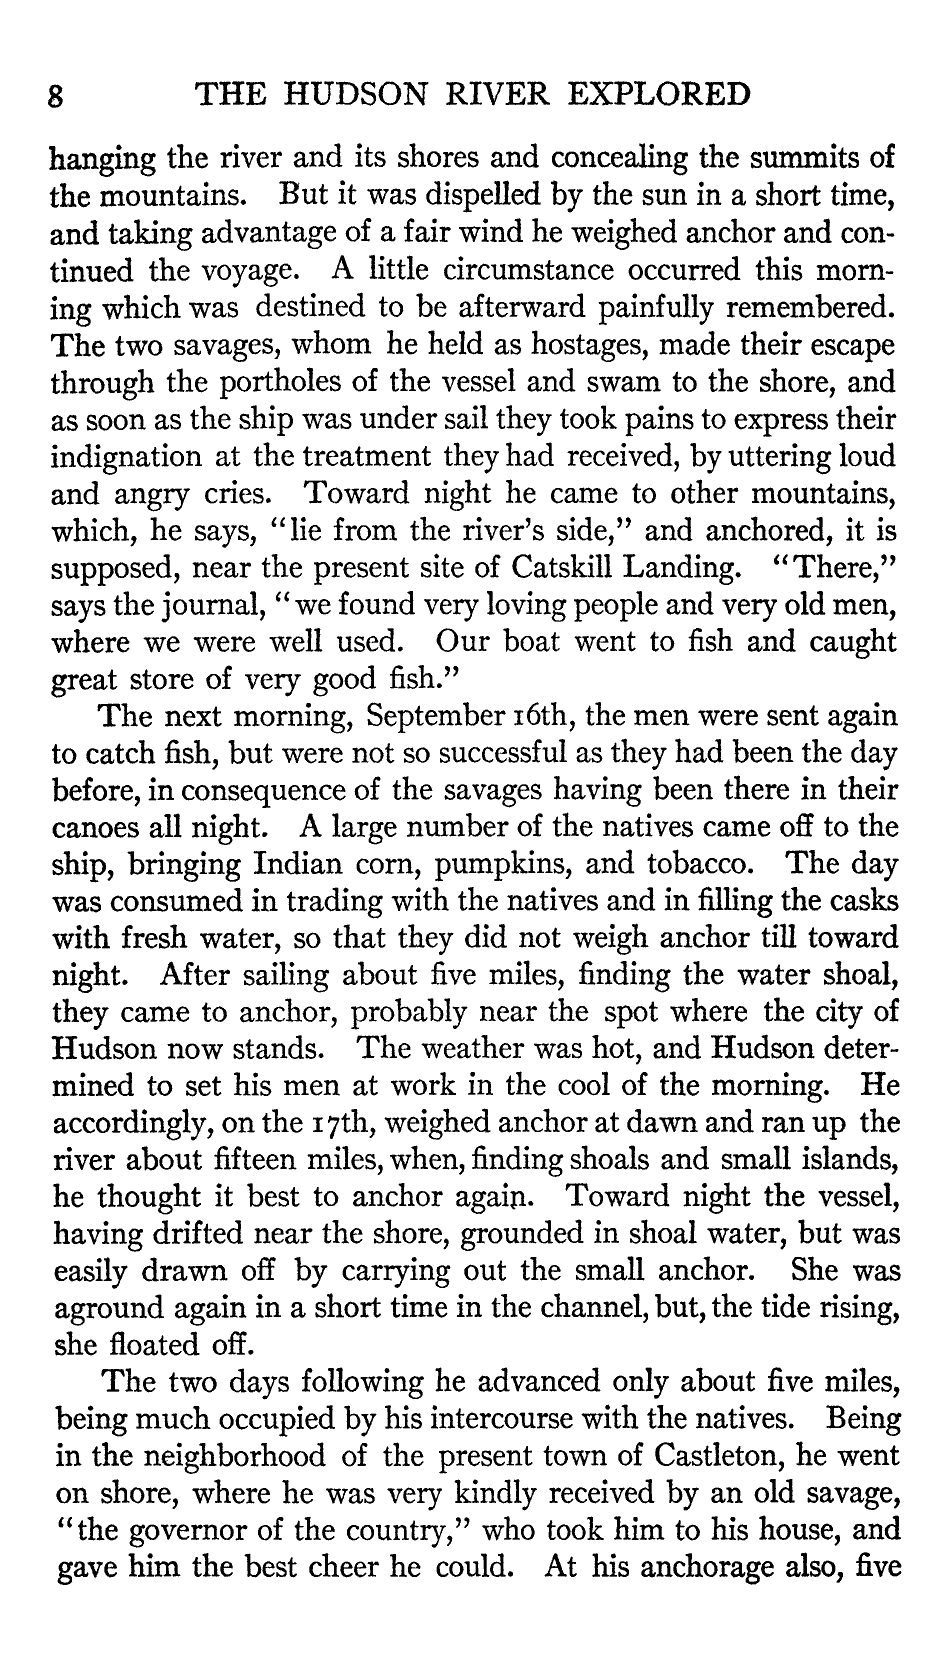 8 THE HUDSON RIVER EXPLORED
hanging the river and its shores and concealing the summits of
the mountains. But it was dispelled by the sun in a short time,
and taking advantage of a fair wind he weighed anchor and con-
tinued the voyage. A little circumstance occurred this morn-
ing which was destined to be afterward painfully remembered.
The two savages, whom he held as hostages, made their escape
through the portholes of the vessel and swam to the shore, and
as soon as the ship was under sail they took pains to express their
indignation at the treatment they had received, by uttering loud
and angry cries. Toward night he came to other mountains,
which, he says, "lie from the river's side," and anchored, it is
supposed, near the present site of Catskill Landing. "There,"
says the journal, "we found very loving people and very old men,
where we were well used. Our boat went to fish and caught
great store of very good fish."
The next morning, September 16th, the men were sent again
to catch fish, but were not so successful as they had been the day
before, in consequence of the savages having been there in their
canoes all night. A large number of the natives came off to the
ship, bringing Indian corn, pumpkins, and tobacco. The day
was consumed in trading with the natives and in filling the casks
with fresh water, so that they did not weigh anchor till toward
night. After sailing about five miles, finding the water shoal,
they came to anchor, probably near the spot where the city of
Hudson now stands. The weather was hot, and Hudson deter-
mined to set his men at work in the cool of the morning. He
accordingly, on the 17th, weighed anchor at dawn and ran up the
river about fifteen miles, when, finding shoals and small islands,
he thought it best to anchor again. Toward night the vessel,
having drifted near the shore, grounded in shoal water, but was
easily drawn off by carrying out the small anchor. She was
aground again in a short time in the channel, but, the tide rising,
she floated off.
The two days following he advanced only about five miles,
being much occupied by his intercourse with the natives. Being
in the neighborhood of the present town of Castleton, he went
on shore, where he was very kindly received by an old savage,
"the governor of the country," who took him to his house, and
gave him the best cheer he could. At his anchorage also, five